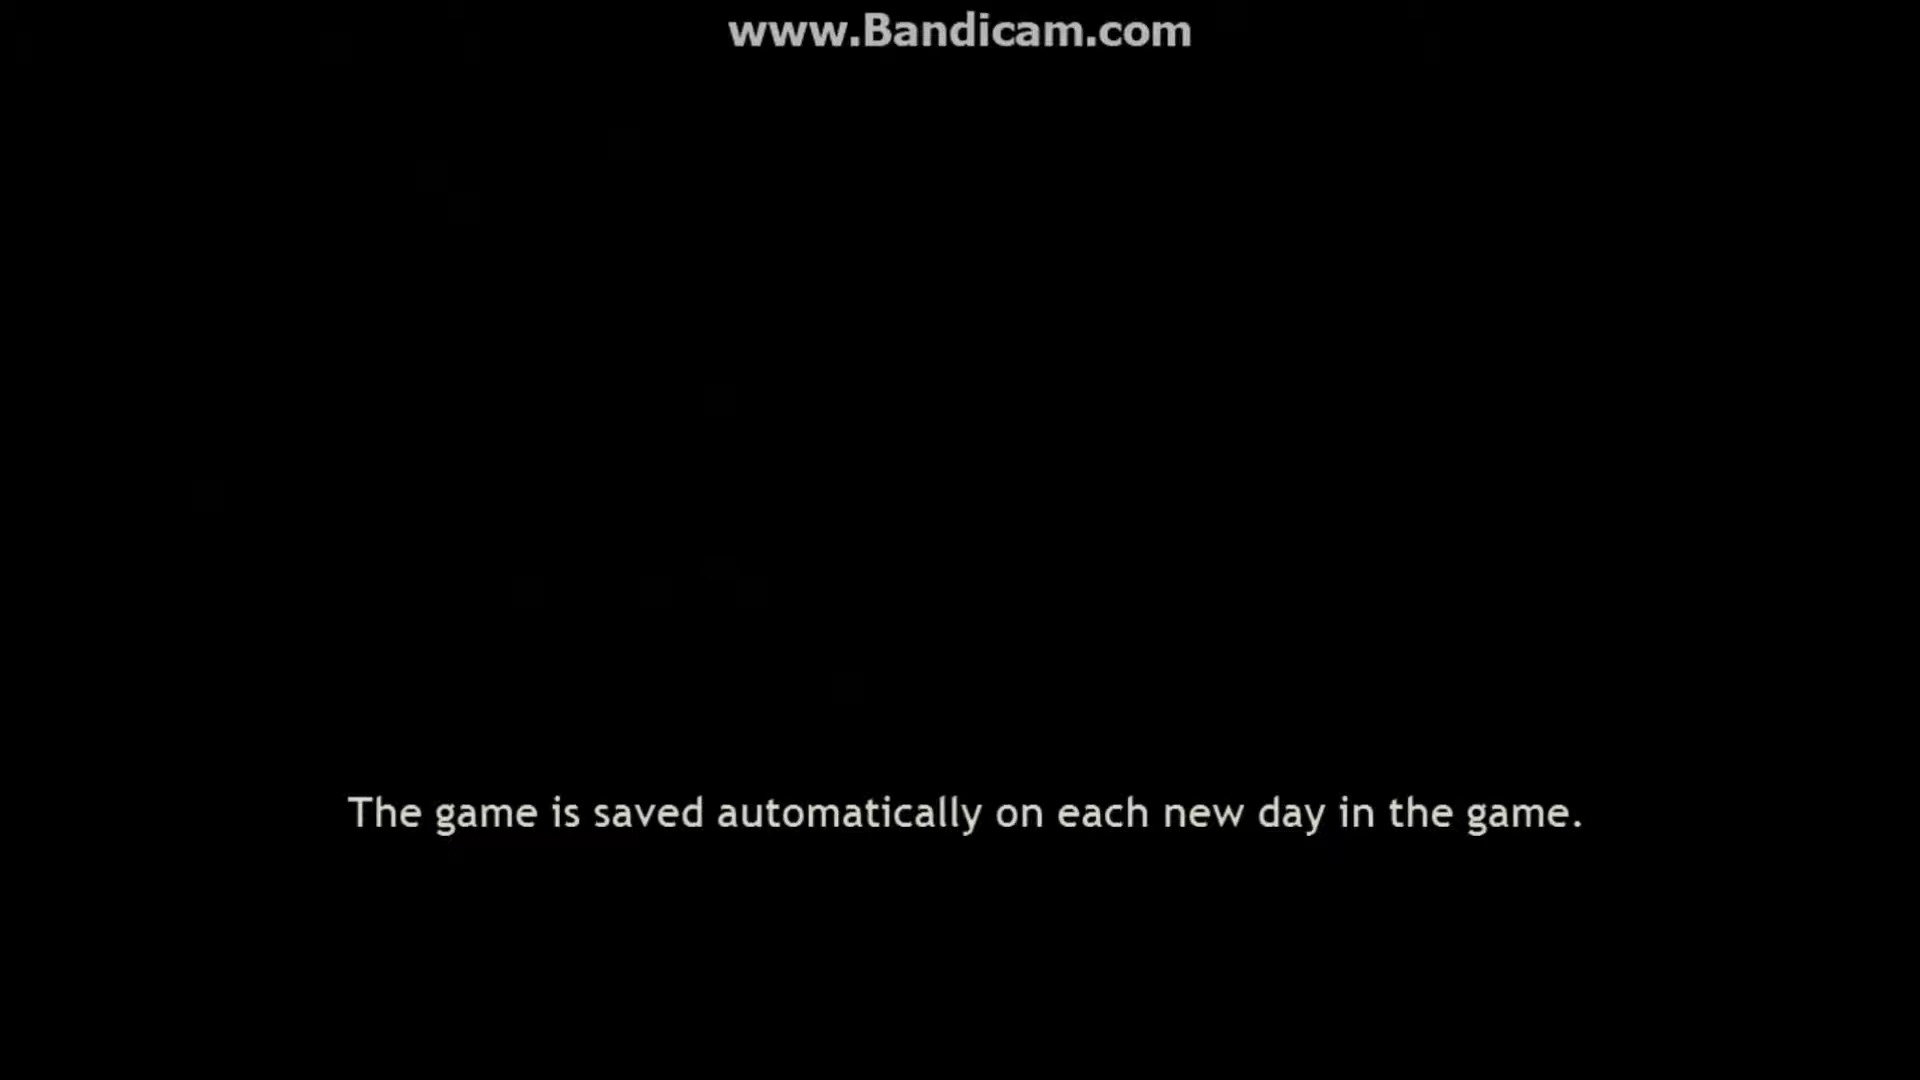 www.Bandicam.com
The game is saved automatically on each new day in the game.